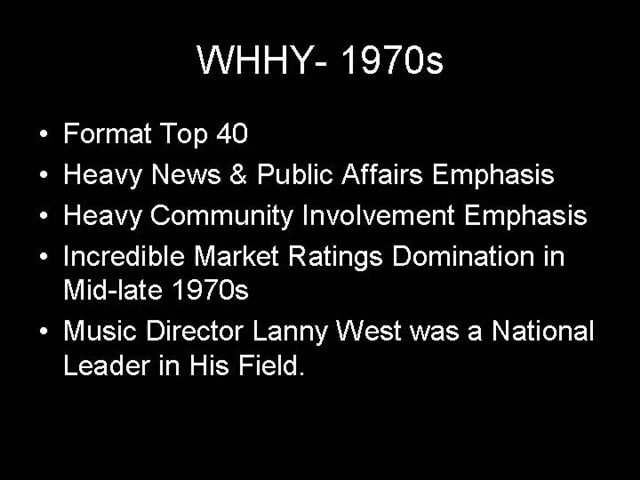 WHHY- 1970s
• Format Top 40
• Heavy News & Public Affairs Emphasis
• Heavy Community Involvement Emphasis
• Incredible Market Ratings Domination in
Mid-late 1970s
• Music Director Lanny West was a National
Leader in His Field.